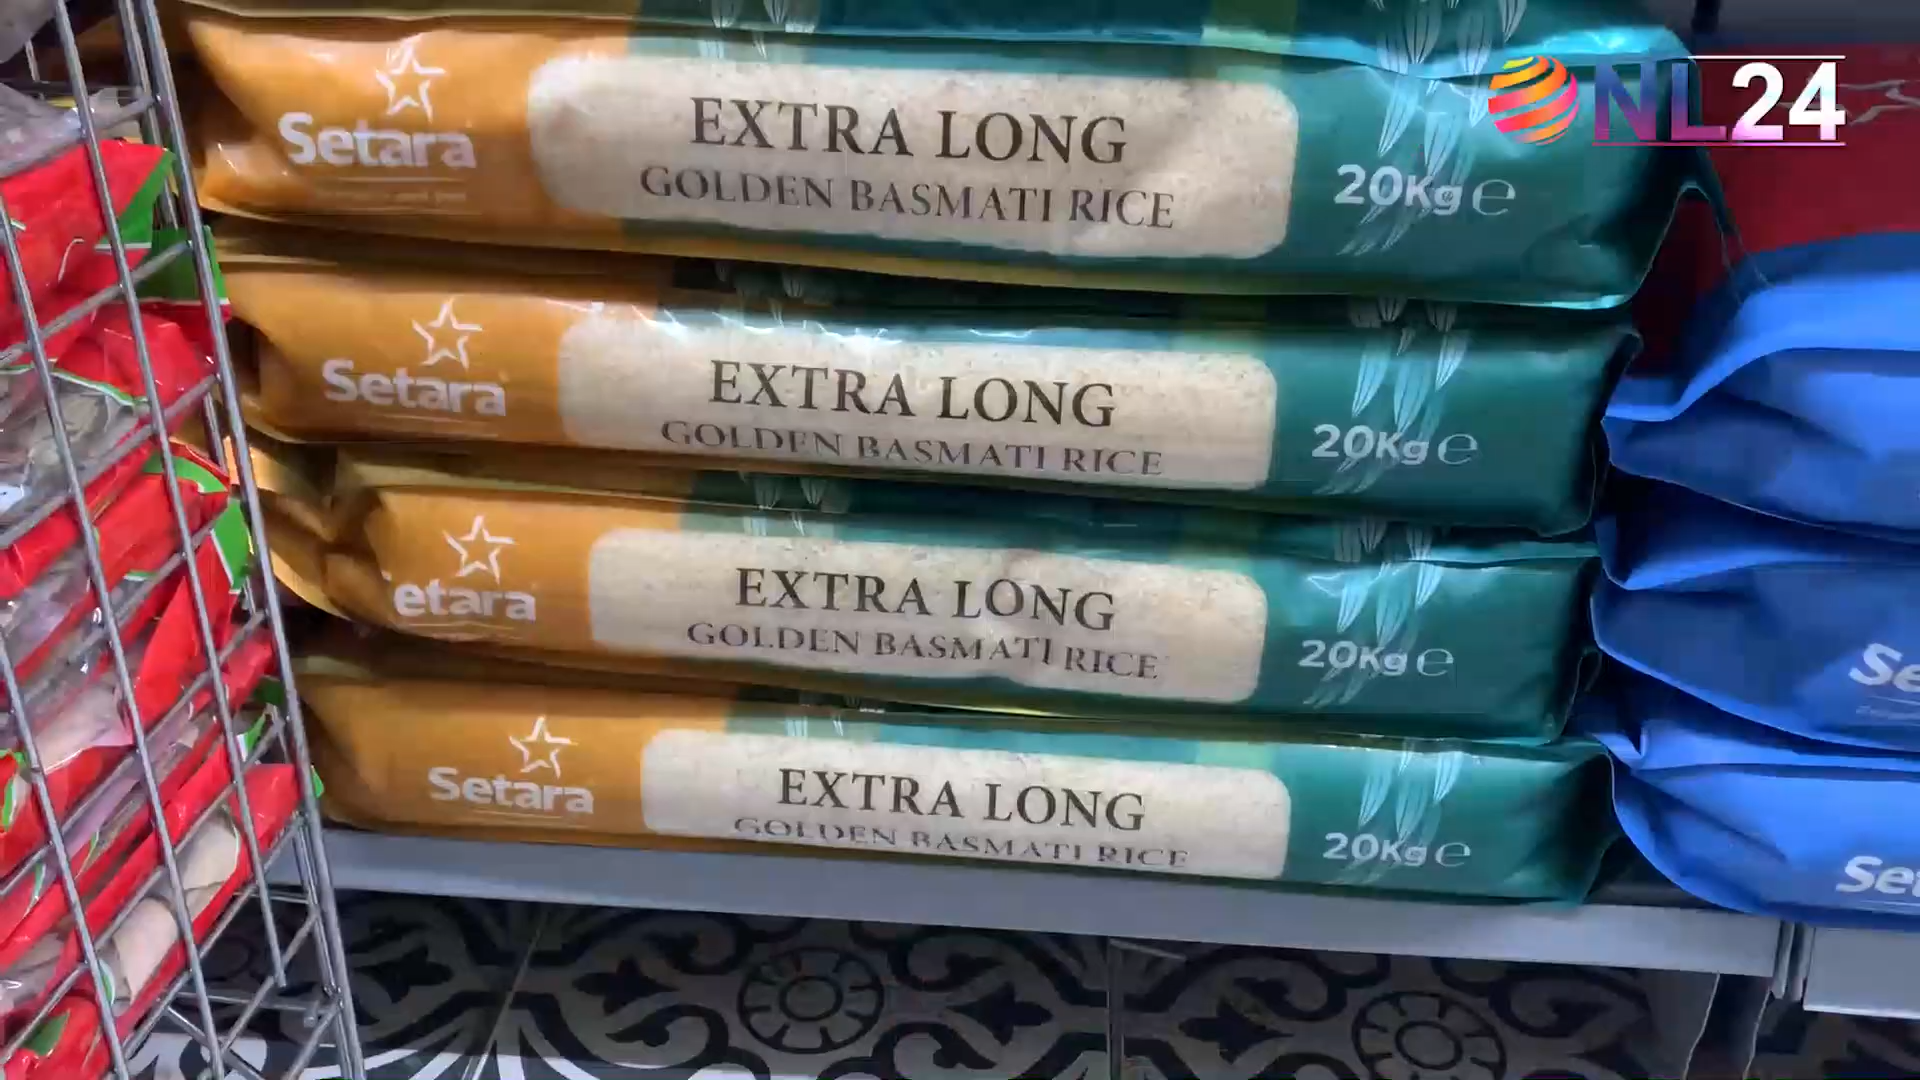 NL24
Setara
EXTRA LONG
GOLDEN BASMATI RICE
20Kg e
Setara
EXTRA LONG
GOLDEN BASMATI RICE
20Kg e
etara
EXTRA LONG
GOLDEN BASMATI RICE
20Kg e
Se
Setara
EXTRA LONG
GOLDEN BASMATI RICE
20Kg e
Set